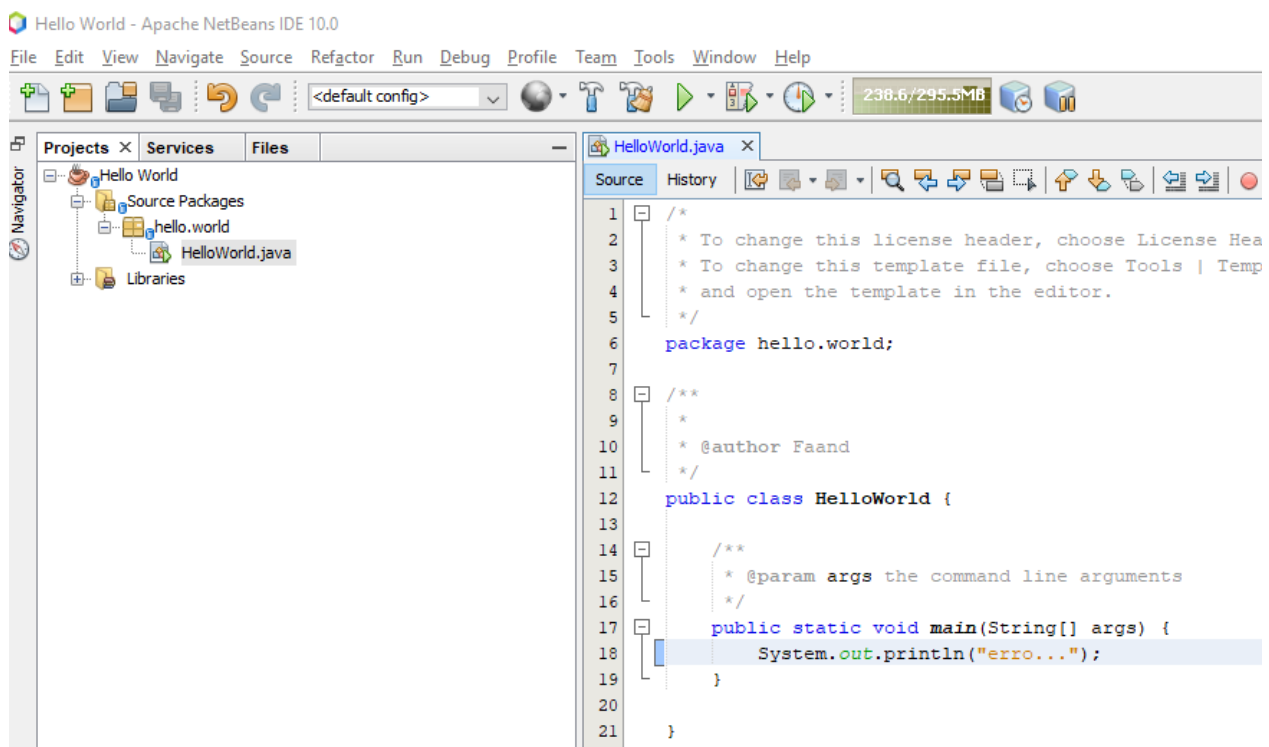 Hello World - Apache NetBeans IDE 10.0
File Edit View Navigate Source Refactor Run Debug Profile Team Tools Window Help
<default config> 238.6/295.5MB
Projects Services Files
Navigator
Hello World
Source Packages
hello.world
HelloWorld.java
Libraries
HelloWorld.java
Source History
1 /*
2 * To change this license header, choose License Hea
3 * To change this template file, choose Tools | Temp
4 * and open the template in the editor.
5 */
6 package hello.world;
7
8 /**
9 *
10 * @author Faand
11 */
12 public class HelloWorld {
13
14 /**
15 * @param args the command line arguments
16 */
17 public static void main(String[] args) {
18 System.out.println("erro...");
19 }
20
21 }